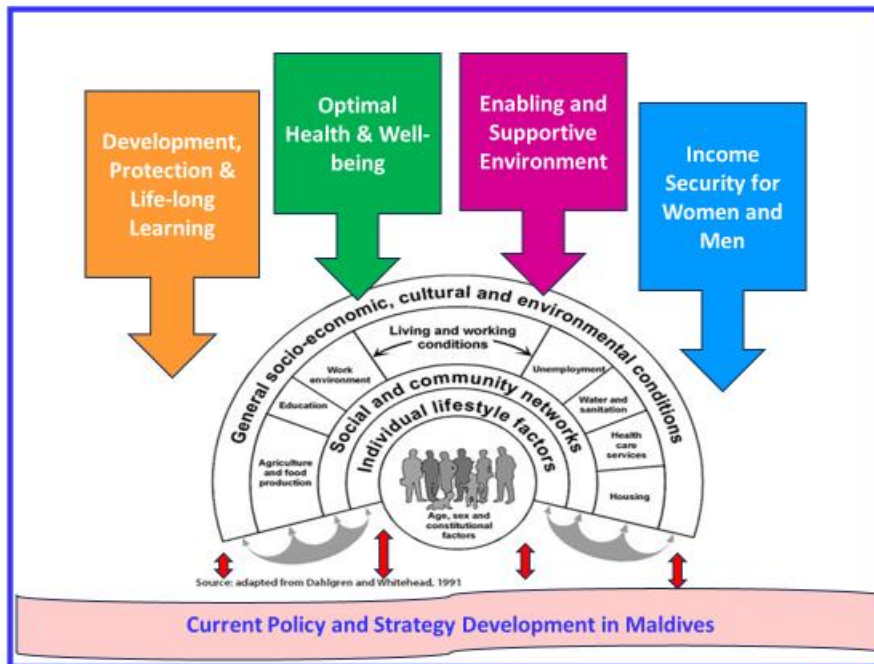 Development,
Protection &
Life-long
Learning
Optimal
Health & Well-
being
Enabling and
Supportive
Environment
Income
Security for
Women and
Men
General socio-economic, cultural and environmental conditions
Living and working
conditions
Agriculture
and food
production
Education
Work
environment
Unemployment
Water and
sanitation
Health
care
services
Housing
Social and community networks
Individual lifestyle factors
Age, sex and
constitutional
factors
Source: adapted from Dahlgren and Whitehead, 1991
Current Policy and Strategy Development in Maldives